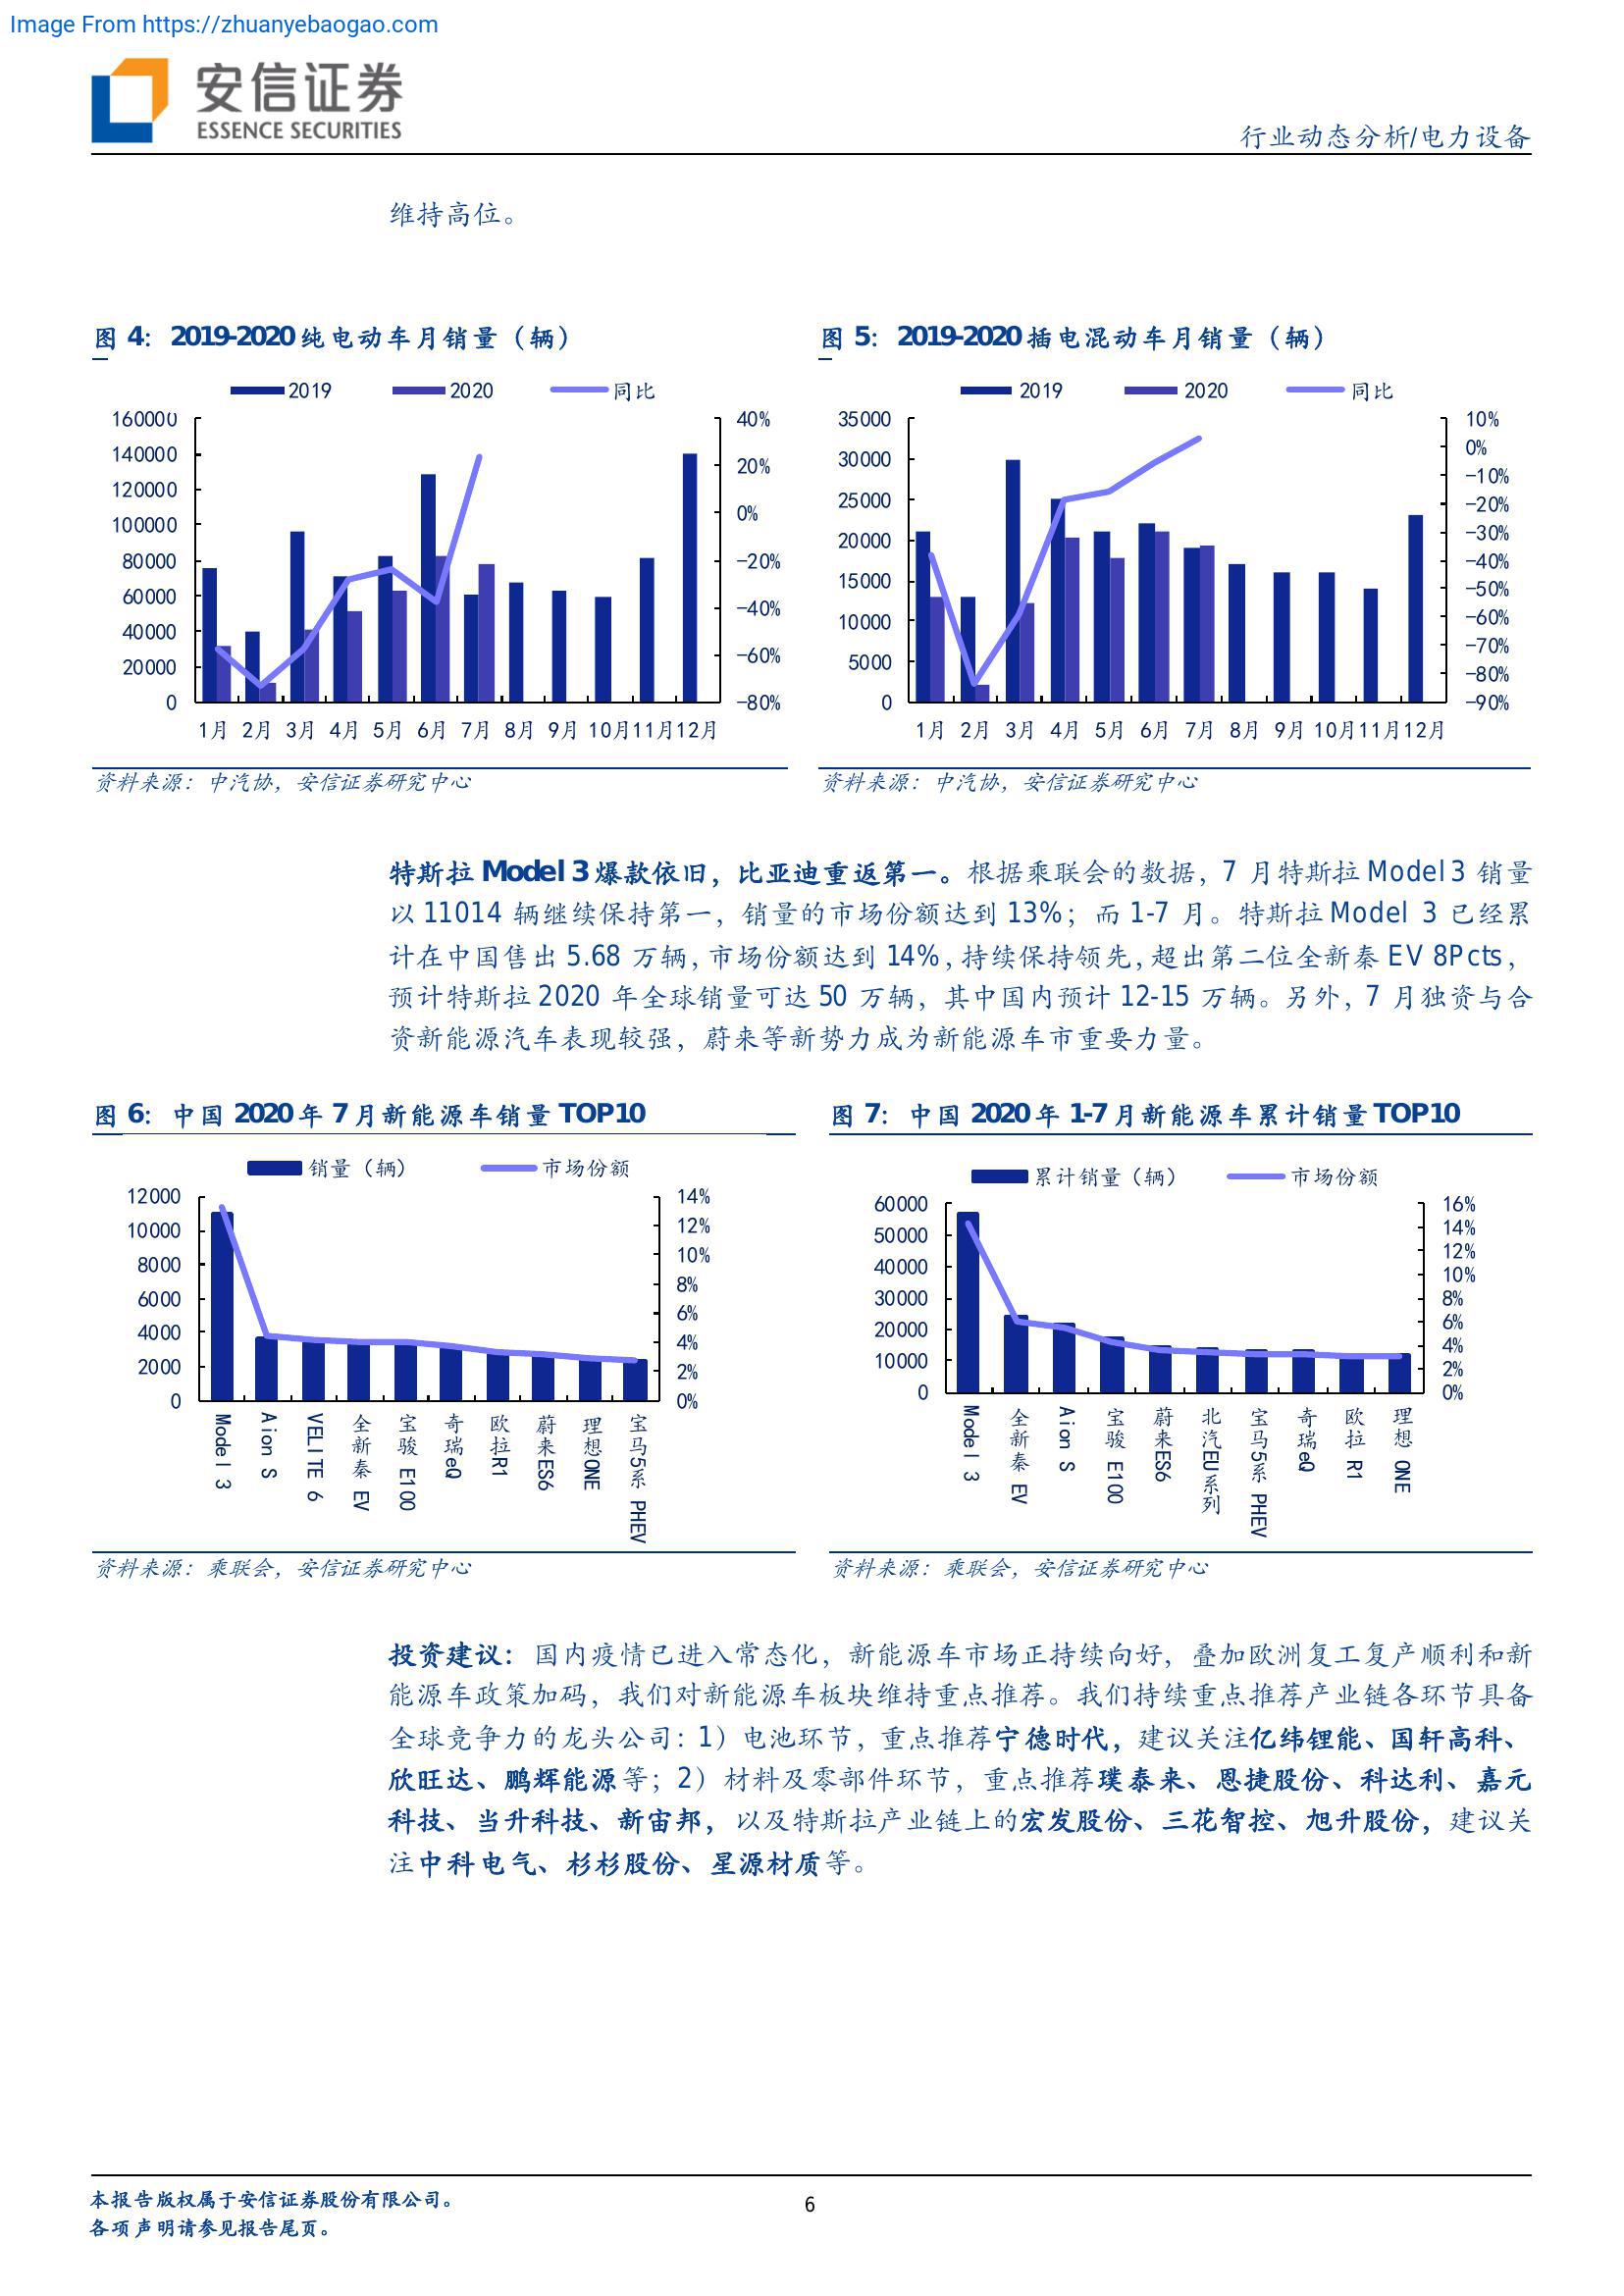 Image From https://zhuanyebaogao.com
安信证券
ESSENCE SECURITIES
行业动态分析/电力设备
维持高位。
图 4：2019-2020 纯电动车月销量（辆）
2019 2020 同比
160000
140000
120000
100000
80000
60000
40000
20000
0
40%
20%
0%
-20%
-40%
-60%
-80%
1月 2月 3月 4月 5月 6月 7月 8月 9月 10月 11月 12月
资料来源：中汽协，安信证券研究中心
图 5：2019-2020 插电混动车月销量（辆）
2019 2020 同比
35000
30000
25000
20000
15000
10000
5000
0
10%
0%
-10%
-20%
-30%
-40%
-50%
-60%
-70%
-80%
-90%
1月 2月 3月 4月 5月 6月 7月 8月 9月 10月 11月 12月
资料来源：中汽协，安信证券研究中心
特斯拉 Model 3 爆款依旧，比亚迪重返第一。根据乘联会的数据，7 月特斯拉 Model 3 销量
以 11014 辆继续保持第一，销量的市场份额达到 13%；而 1-7 月。特斯拉 Model 3 已经累
计在中国售出 5.68 万辆，市场份额达到 14%，持续保持领先，超出第二位全新秦 EV 8Pcts，
预计特斯拉 2020 年全球销量可达 50 万辆，其中国内预计 12-15 万辆。另外，7 月独资与合
资新能源汽车表现较强，蔚来等新势力成为新能源车市重要力量。
图 6：中国 2020 年 7 月新能源车销量 TOP10
销量（辆） 市场份额
12000
10000
8000
6000
4000
2000
0
14%
12%
10%
8%
6%
4%
2%
0%
Model 3
Aion S
VELITE 6
全新秦 EV
宝骏 E100
奇瑞eQ
欧拉R1
蔚来ES6
理想ONE
宝马5系 PHEV
资料来源：乘联会，安信证券研究中心
图 7：中国 2020 年 1-7 月新能源车累计销量 TOP10
累计销量（辆） 市场份额
60000
50000
40000
30000
20000
10000
0
16%
14%
12%
10%
8%
6%
4%
2%
0%
Model 3
全新秦 EV
Aion S
宝骏 E100
蔚来ES6
北汽EU系列
宝马5系 PHEV
奇瑞eQ
欧拉 R1
理想 ONE
资料来源：乘联会，安信证券研究中心
投资建议：国内疫情已进入常态化，新能源车市场正持续向好，叠加欧洲复工复产顺利和新
能源车政策加码，我们对新能源车板块维持重点推荐。我们持续重点推荐产业链各环节具备
全球竞争力的龙头公司：1）电池环节，重点推荐宁德时代，建议关注亿纬锂能、国轩高科、
欣旺达、鹏辉能源等；2）材料及零部件环节，重点推荐璞泰来、恩捷股份、科达利、嘉元
科技、当升科技、新宙邦，以及特斯拉产业链上的宏发股份、三花智控、旭升股份，建议关
注中科电气、杉杉股份、星源材质等。
本报告版权属于安信证券股份有限公司。
各项声明请参见报告尾页。
6